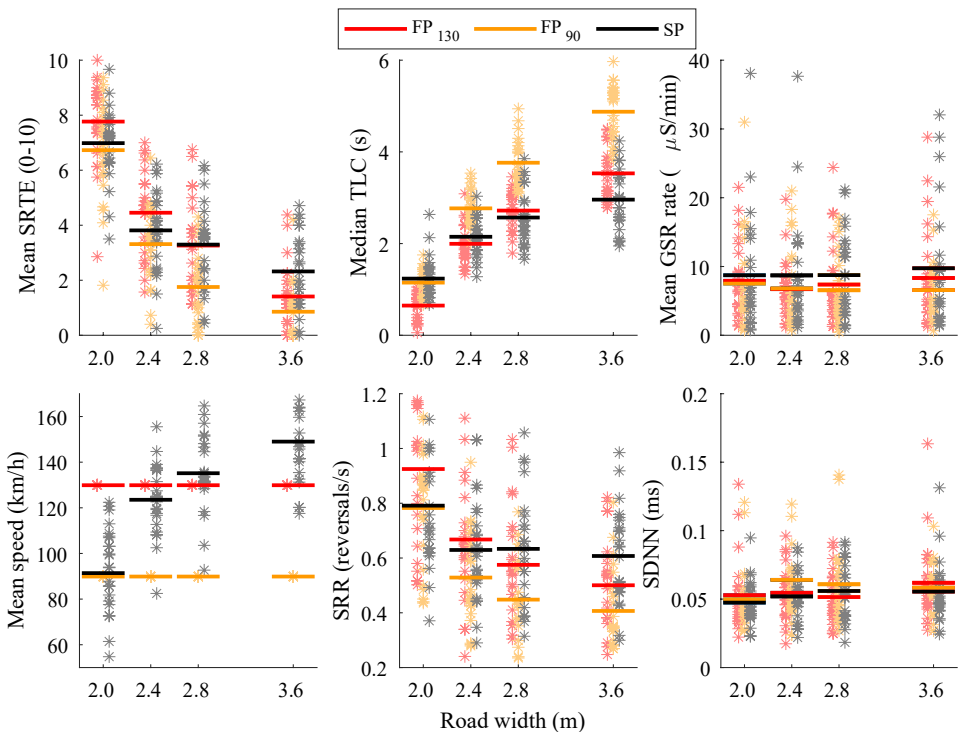 FP 130 FP 90 SP
Mean SRTE (0-10)
10
8
6
4
2
0
2.0 2.4 2.8 3.6
Median TLC (s)
6
4
2
0
2.0 2.4 2.8 3.6
Mean GSR rate ( μS/min)
40
30
20
10
0
2.0 2.4 2.8 3.6
Mean speed (km/h)
160
140
120
100
80
60
2.0 2.4 2.8 3.6
SRR (reversals/s)
1.2
1
0.8
0.6
0.4
0.2
2.0 2.4 2.8 3.6
SDNN (ms)
0.2
0.15
0.1
0.05
0
2.0 2.4 2.8 3.6
Road width (m)